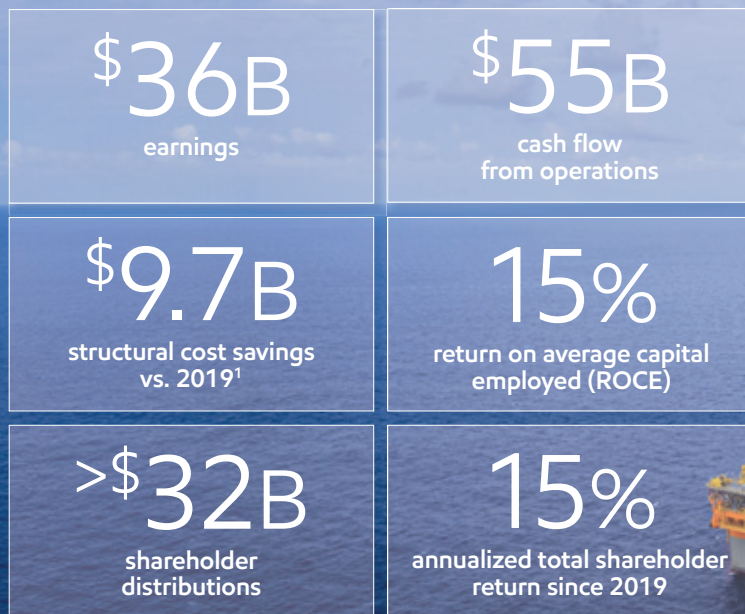 $36B
earnings
$55B
cash flow
from operations
$9.7B
structural cost savings
vs. 2019¹
15%
return on average capital
employed (ROCE)
>$32B
shareholder
distributions
15%
annualized total shareholder
return since 2019